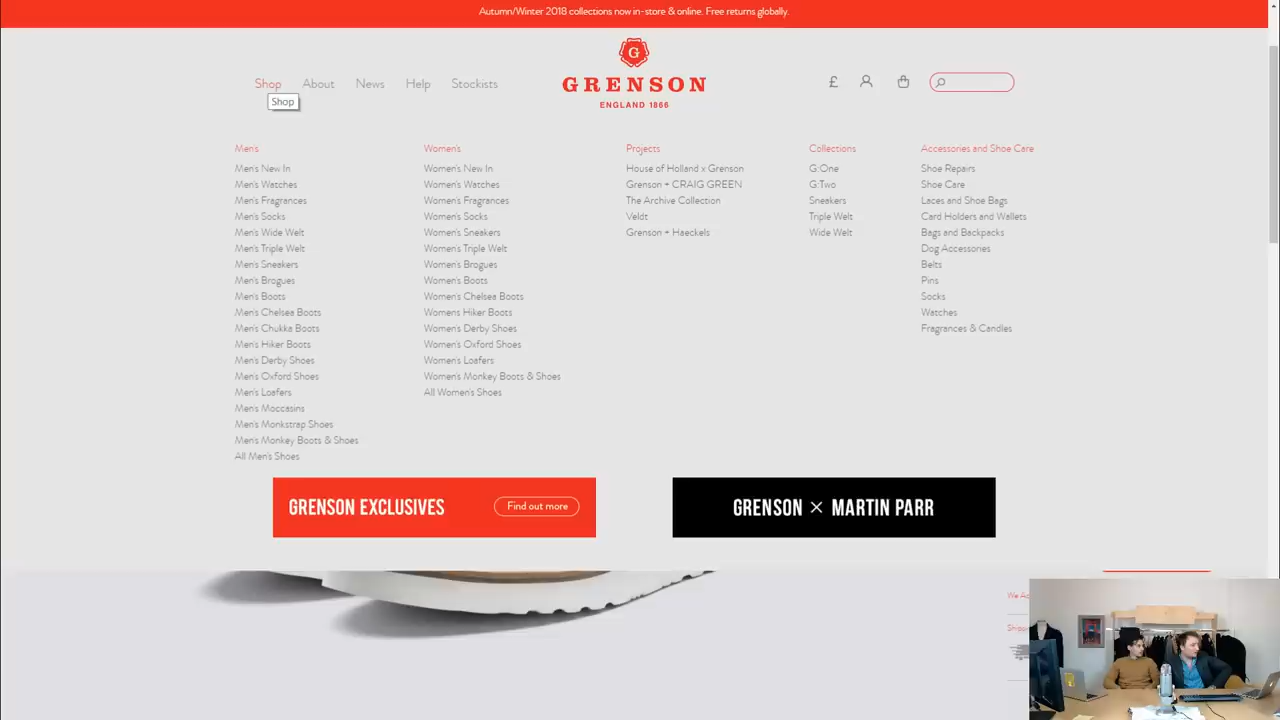 Autumn/Winter 2018 collections now in-store & online. Free returns globally.
Shop About News Help Stockists
Shop
G
GRENSON
ENGLAND 1866
£
Men's
Men's New In
Men's Watches
Men's Fragrances
Men's Socks
Men's Wide Welt
Men's Triple Welt
Men's Sneakers
Men's Brogues
Men's Boots
Men's Chelsea Boots
Men's Chukka Boots
Men's Hiker Boots
Men's Derby Shoes
Men's Oxford Shoes
Men's Loafers
Men's Moccasins
Men's Monkstrap Shoes
Men's Monkey Boots & Shoes
All Men's Shoes
Women's
Women's New In
Women's Watches
Women's Fragrances
Women's Socks
Women's Sneakers
Women's Triple Welt
Women's Brogues
Women's Boots
Women's Chelsea Boots
Womens Hiker Boots
Women's Derby Shoes
Women's Oxford Shoes
Women's Loafers
Women's Monkey Boots & Shoes
All Women's Shoes
Projects
House of Holland x Grenson
Grenson + CRAIG GREEN
The Archive Collection
Veldt
Grenson + Haeckels
Collections
G:One
G:Two
Sneakers
Triple Welt
Wide Welt
Accessories and Shoe Care
Shoe Repairs
Shoe Care
Laces and Shoe Bags
Card Holders and Wallets
Bags and Backpacks
Dog Accessories
Belts
Pins
Socks
Watches
Fragrances & Candles
GRENSON EXCLUSIVES
Find out more
GRENSON × MARTIN PARR
We Ac
Shipp